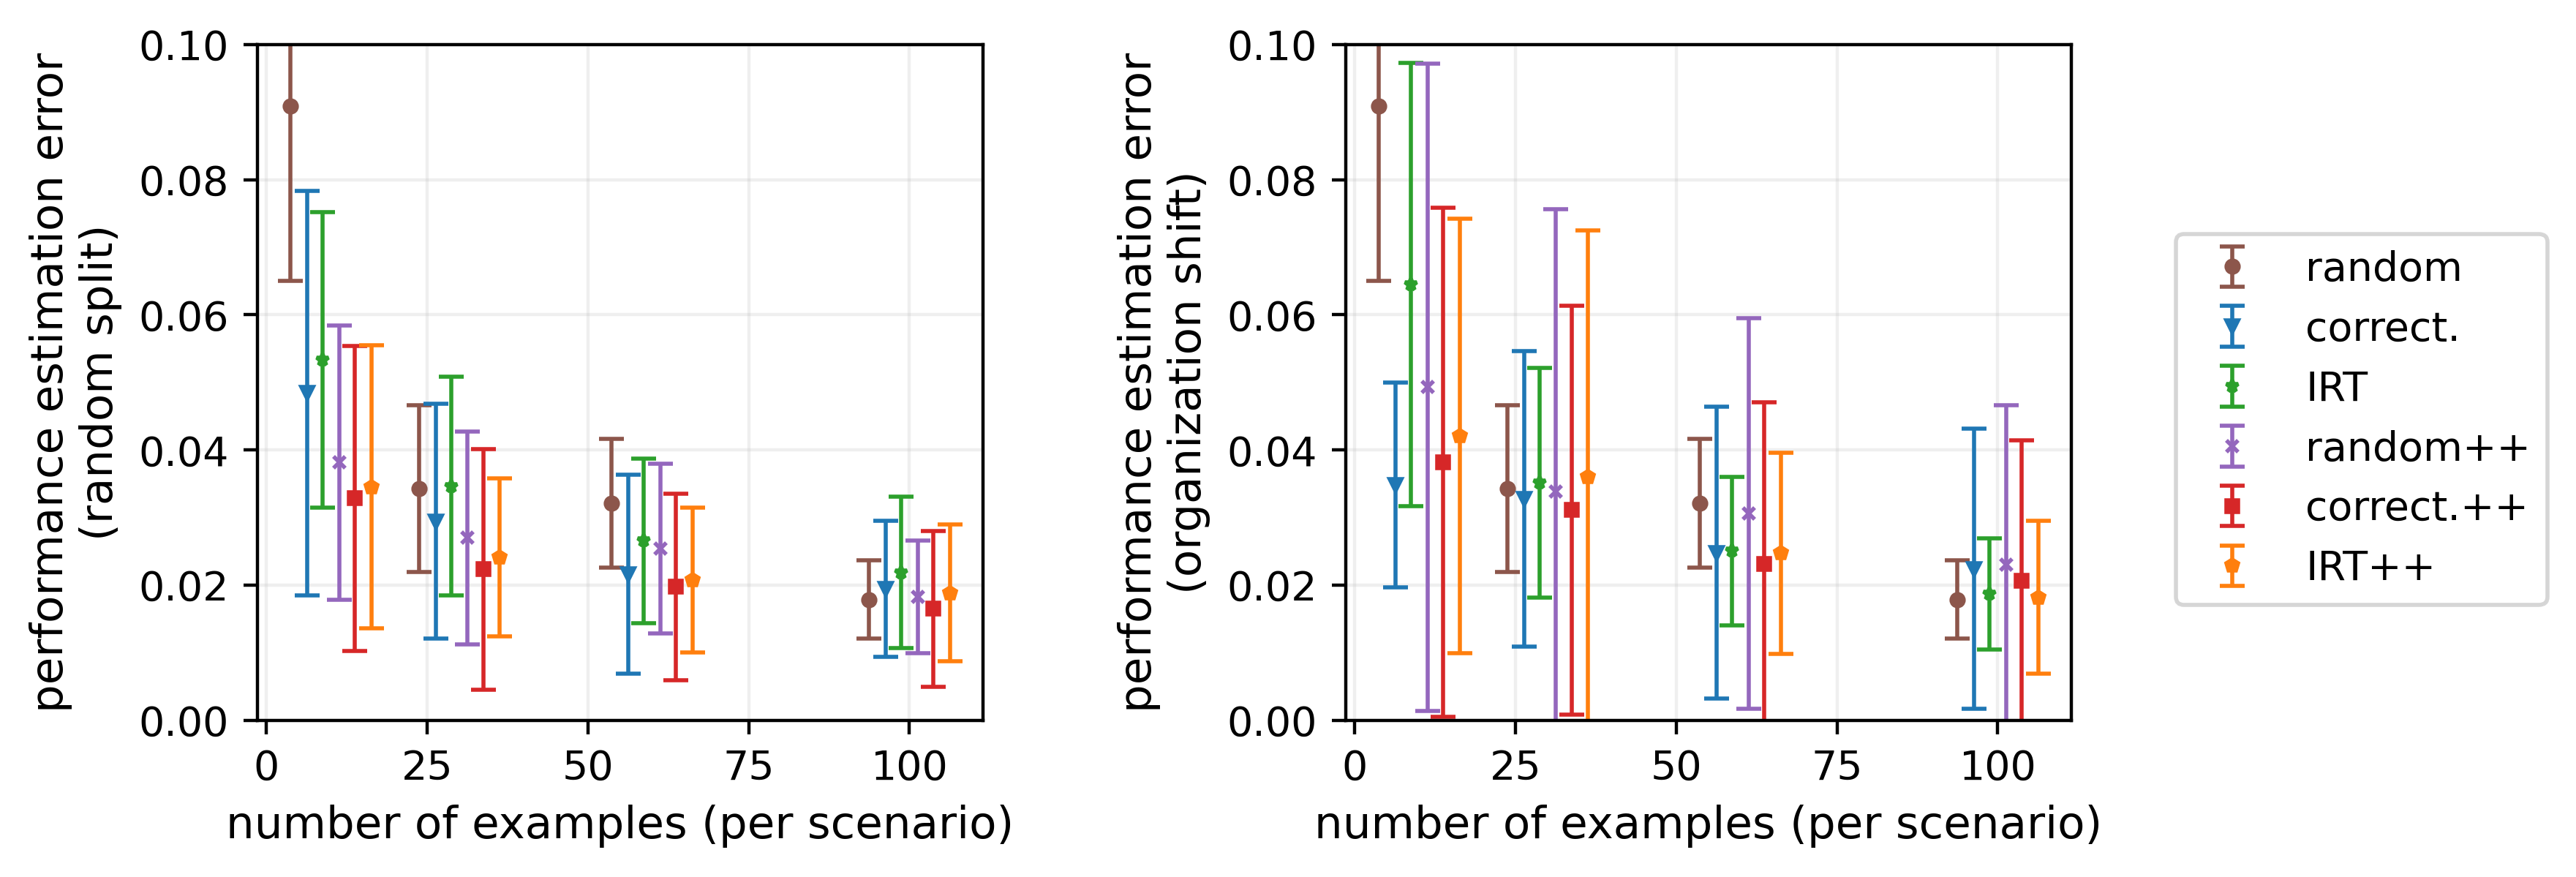 performance estimation error
(random split)
0.10
0.08
0.06
0.04
0.02
0.00
0 25 50 75 100
number of examples (per scenario)
performance estimation error
(organization shift)
0.10
0.08
0.06
0.04
0.02
0.00
0 25 50 75 100
number of examples (per scenario)
random
correct.
IRT
random++
correct.++
IRT++